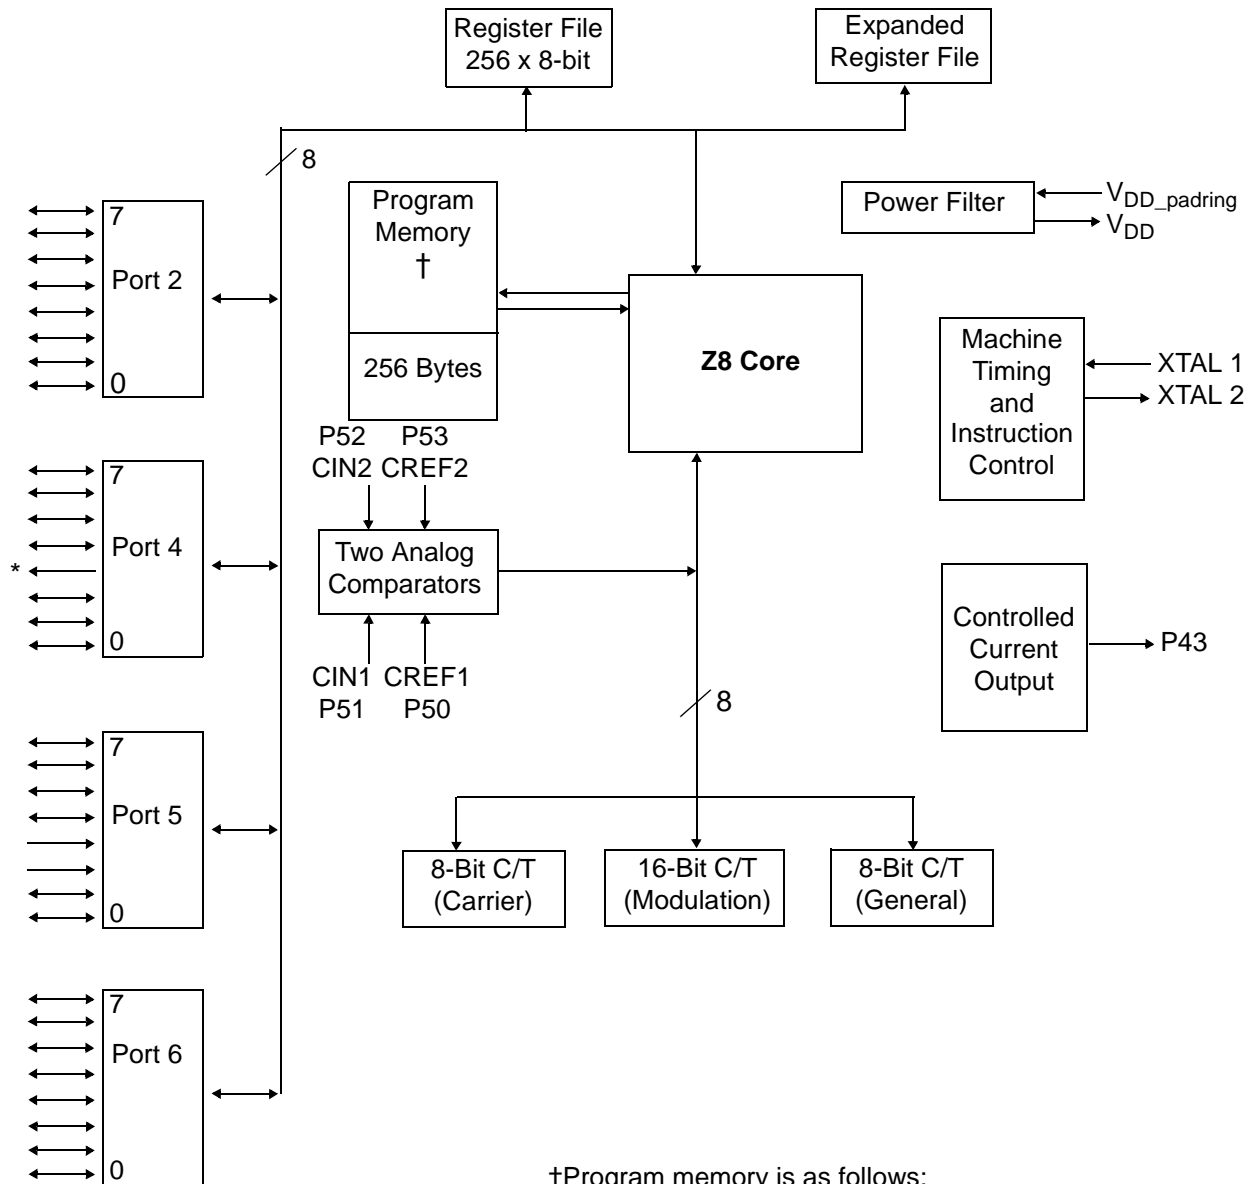 Register File
256 x 8-bit
Expanded
Register File
8
Program
Memory
†
256 Bytes
Power Filter
VDD_padring
VDD
7
Port 2
0
Z8 Core
Machine
Timing
and
Instruction
Control
XTAL 1
XTAL 2
P52 P53
CIN2 CREF2
Two Analog
Comparators
CIN1 CREF1
P51 P50
7
Port 4
*
0
Controlled
Current
Output
P43
8
7
Port 5
0
8-Bit C/T
(Carrier)
16-Bit C/T
(Modulation)
8-Bit C/T
(General)
7
Port 6
0
†Program memory is as follows: